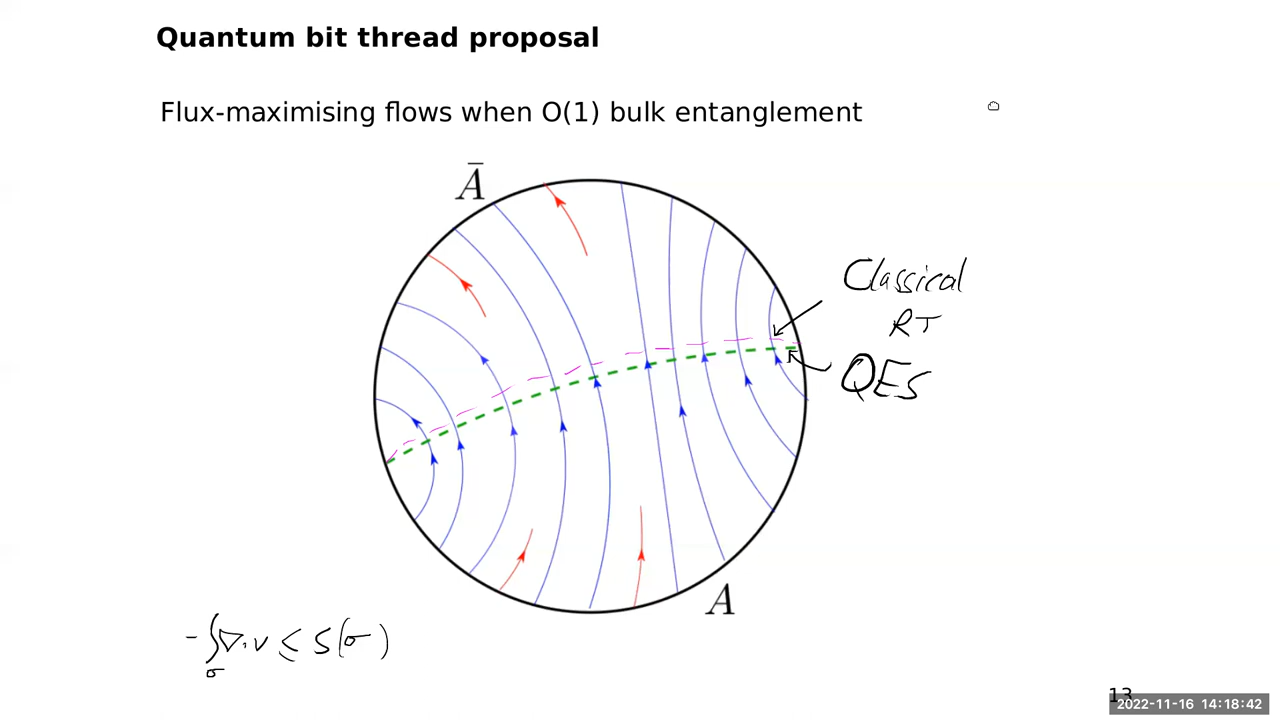 Quantum bit thread proposal
Flux-maximising flows when O(1) bulk entanglement
Ā
Classical
RT
QES
A
-∫_σ ∇·v ≤ S(σ)
13
2022-11-16 14:18:42